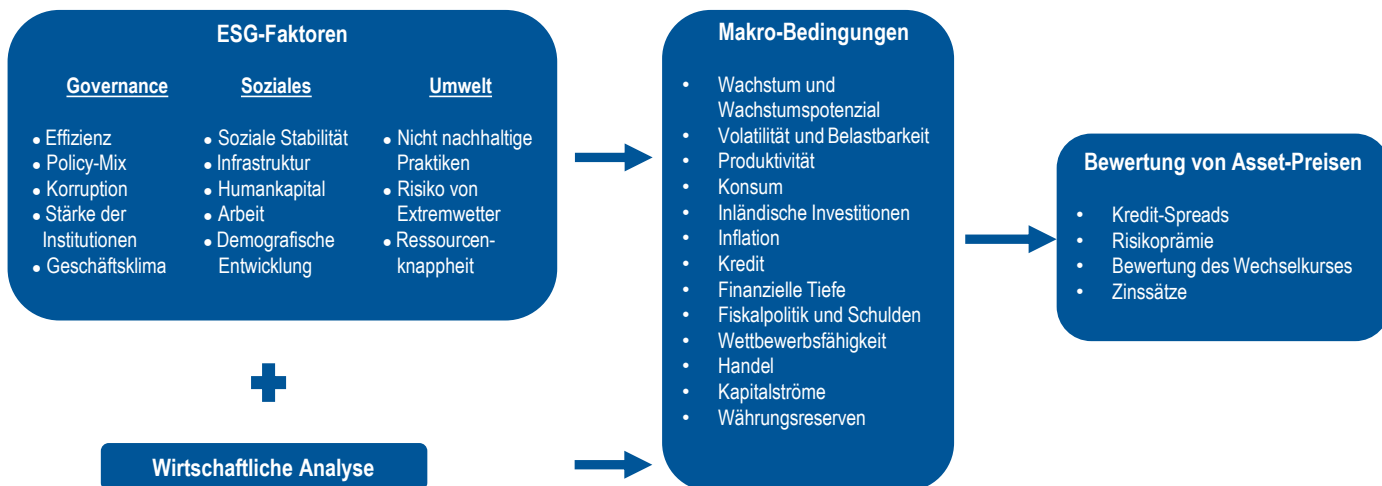 ESG-Faktoren
Governance
● Effizienz
● Policy-Mix
● Korruption
● Stärke der
Institutionen
● Geschäftsklima
Soziales
● Soziale Stabilität
● Infrastruktur
● Humankapital
● Arbeit
● Demografische
Entwicklung
Umwelt
● Nicht nachhaltige
Praktiken
● Risiko von
Extremwetter
● Ressourcen-
knappheit
Wirtschaftliche Analyse
Makro-Bedingungen
• Wachstum und
Wachstumspotenzial
• Volatilität und Belastbarkeit
• Produktivität
• Konsum
• Inländische Investitionen
• Inflation
• Kredit
• Finanzielle Tiefe
• Fiskalpolitik und Schulden
• Wettbewerbsfähigkeit
• Handel
• Kapitalströme
• Währungsreserven
Bewertung von Asset-Preisen
• Kredit-Spreads
• Risikoprämie
• Bewertung des Wechselkurses
• Zinssätze